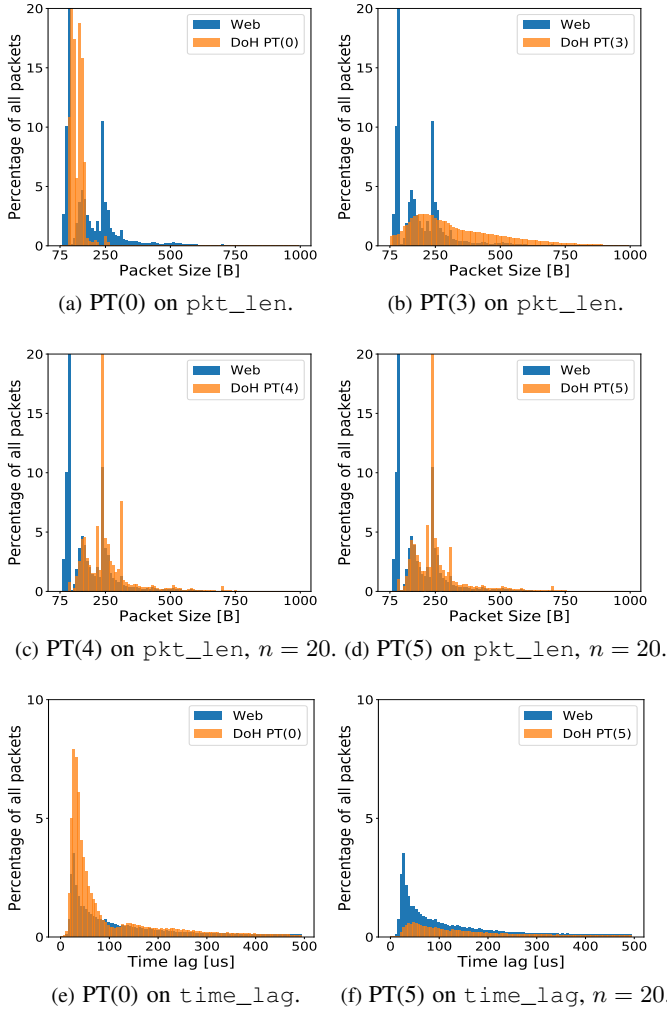 20
15
10
5
0
Percentage of all packets
Web
DoH PT(0)
75 250 500 750 1000
Packet Size [B]
(a) PT(0) on pkt_len.
20
15
10
5
0
Percentage of all packets
Web
DoH PT(3)
75 250 500 750 1000
Packet Size [B]
(b) PT(3) on pkt_len.
20
15
10
5
0
Percentage of all packets
Web
DoH PT(4)
75 250 500 750 1000
Packet Size [B]
(c) PT(4) on pkt_len, n = 20.
20
15
10
5
0
Percentage of all packets
Web
DoH PT(5)
75 250 500 750 1000
Packet Size [B]
(d) PT(5) on pkt_len, n = 20.
10
5
0
Percentage of all packets
Web
DoH PT(0)
0 100 200 300 400 500
Time lag [us]
(e) PT(0) on time_lag.
10
5
0
Percentage of all packets
Web
DoH PT(5)
0 100 200 300 400 500
Time lag [us]
(f) PT(5) on time_lag, n = 20.